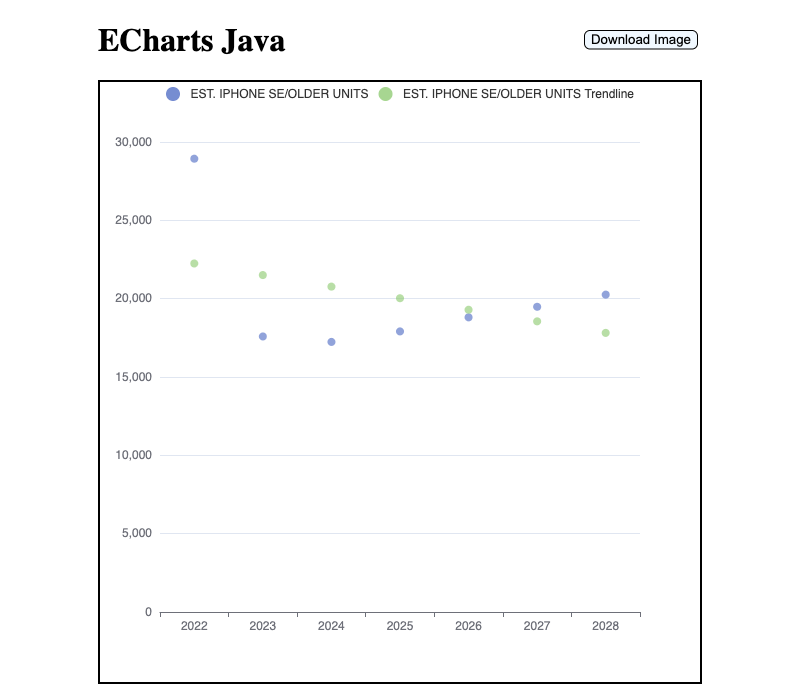 ECharts Java
Download Image
EST. IPHONE SE/OLDER UNITS
EST. IPHONE SE/OLDER UNITS Trendline
30,000
25,000
20,000
15,000
10,000
5,000
0
2022 2023 2024 2025 2026 2027 2028